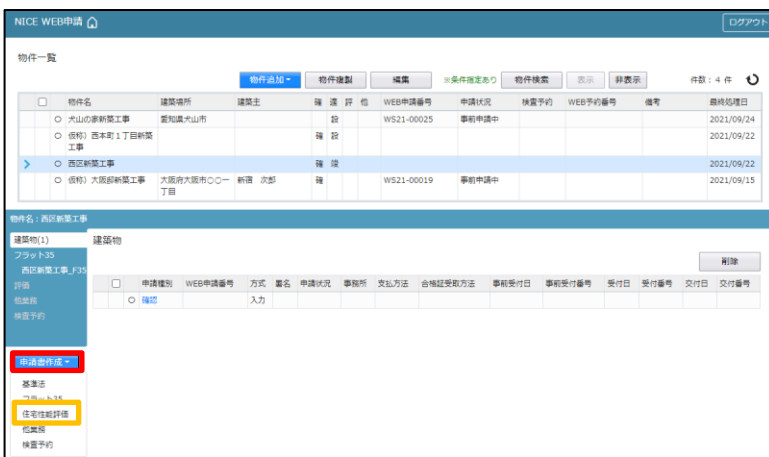 NICE WEB申請
ログアウト
物件一覧
物件追加 物件複製 編集 ※条件指定あり 物件検索 表示 非表示 件数：4 件
物件名 建築場所 建築主 確 適 評 他 WEB申請番号 申請状況 検査予約 WEB予約番号 備考 最終処理日
犬山の家新築工事 愛知県犬山市 設 WS21-00025 事前申請中 2021/09/24
仮称）西本町１丁目新築工事 確 設 2021/09/22
西区新築工事 確 2021/09/22
仮称）大阪邸新築工事 大阪府大阪市〇〇一丁目 新宿 次郎 確 WS21-00019 事前申請中 2021/09/15
物件名：西区新築工事
建築物(1)
フラット35
西区新築工事_F35
評価
他業務
検査予約
建築物
削除
申請種別 WEB申請番号 方式 署名 申請状況 事務所 支払方法 合格証受取方法 事前受付日 事前受付番号 受付日 受付番号 交付日 交付番号
確認 入力
申請書作成
基準法
フラット35
住宅性能評価
他業務
検査予約